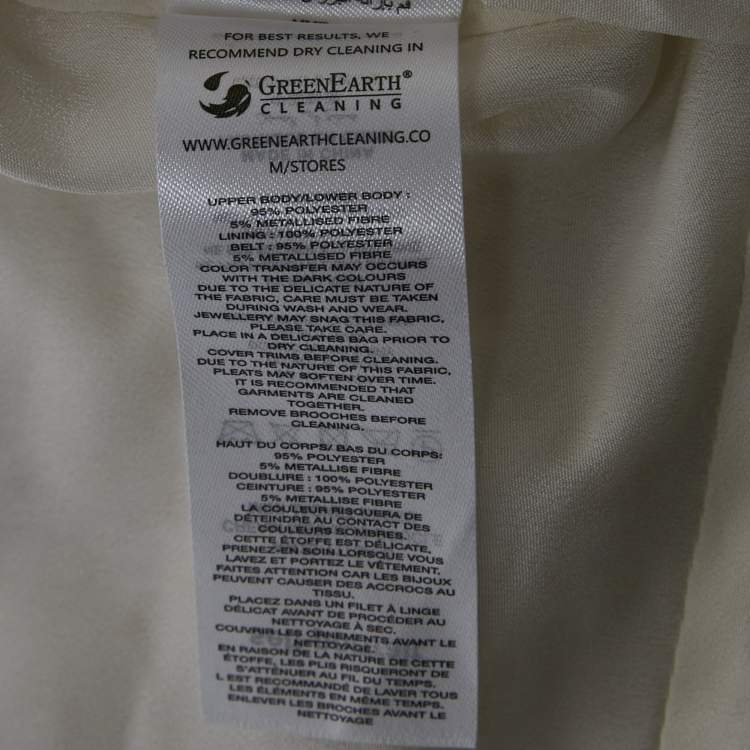 FOR BEST RESULTS, WE
RECOMMEND DRY CLEANING IN
GREENEARTH®
CLEANING
WWW.GREENEARTHCLEANING.CO
M/STORES
MADE IN CHINA
UPPER BODY/LOWER BODY :
95% POLYESTER
5% METALLISED FIBRE
LINING : 100% POLYESTER
BELT : 95% POLYESTER
5% METALLISED FIBRE
COLOR TRANSFER MAY OCCURS
WITH THE DARK COLOURS
DUE TO THE DELICATE NATURE OF
THE FABRIC, CARE MUST BE TAKEN
DURING WASH AND WEAR.
JEWELLERY MAY SNAG THIS FABRIC,
PLEASE TAKE CARE.
PLACE IN A DELICATES BAG PRIOR TO
DRY CLEANING.
COVER TRIMS BEFORE CLEANING.
DUE TO THE NATURE OF THIS FABRIC,
PLEATS MAY SOFTEN OVER TIME.
IT IS RECOMMENDED THAT
GARMENTS ARE CLEANED
TOGETHER.
REMOVE BROOCHES BEFORE
CLEANING.
HAUT DU CORPS/ BAS DU CORPS:
95% POLYESTER
5% METALLISE FIBRE
DOUBLURE : 100% POLYESTER
CEINTURE : 95% POLYESTER
5% METALLISE FIBRE
LA COULEUR RISQUERA DE
DÉTEINDRE AU CONTACT DES
COULEURS SOMBRES.
CETTE ÉTOFFE EST DÉLICATE,
PRENEZ-EN SOIN LORSQUE VOUS
LAVEZ ET PORTEZ LE VÊTEMENT.
FAITES ATTENTION CAR LES BIJOUX
PEUVENT CAUSER DES ACCROCS AU
TISSU.
PLACEZ DANS UN FILET À LINGE
DÉLICAT AVANT DE PROCÉDER AU
NETTOYAGE À SEC.
COUVRIR LES ORNEMENTS AVANT LE
NETTOYAGE.
EN RAISON DE LA NATURE DE CETTE
ÉTOFFE, LES PLIS RISQUERONT DE
S'ATTÉNUER AU FIL DU TEMPS.
L EST RECOMMANDÉ DE LAVER TOUS
LES ÉLÉMENTS EN MÊME TEMPS.
ENLEVER LES BROCHES AVANT LE
NETTOYAGE